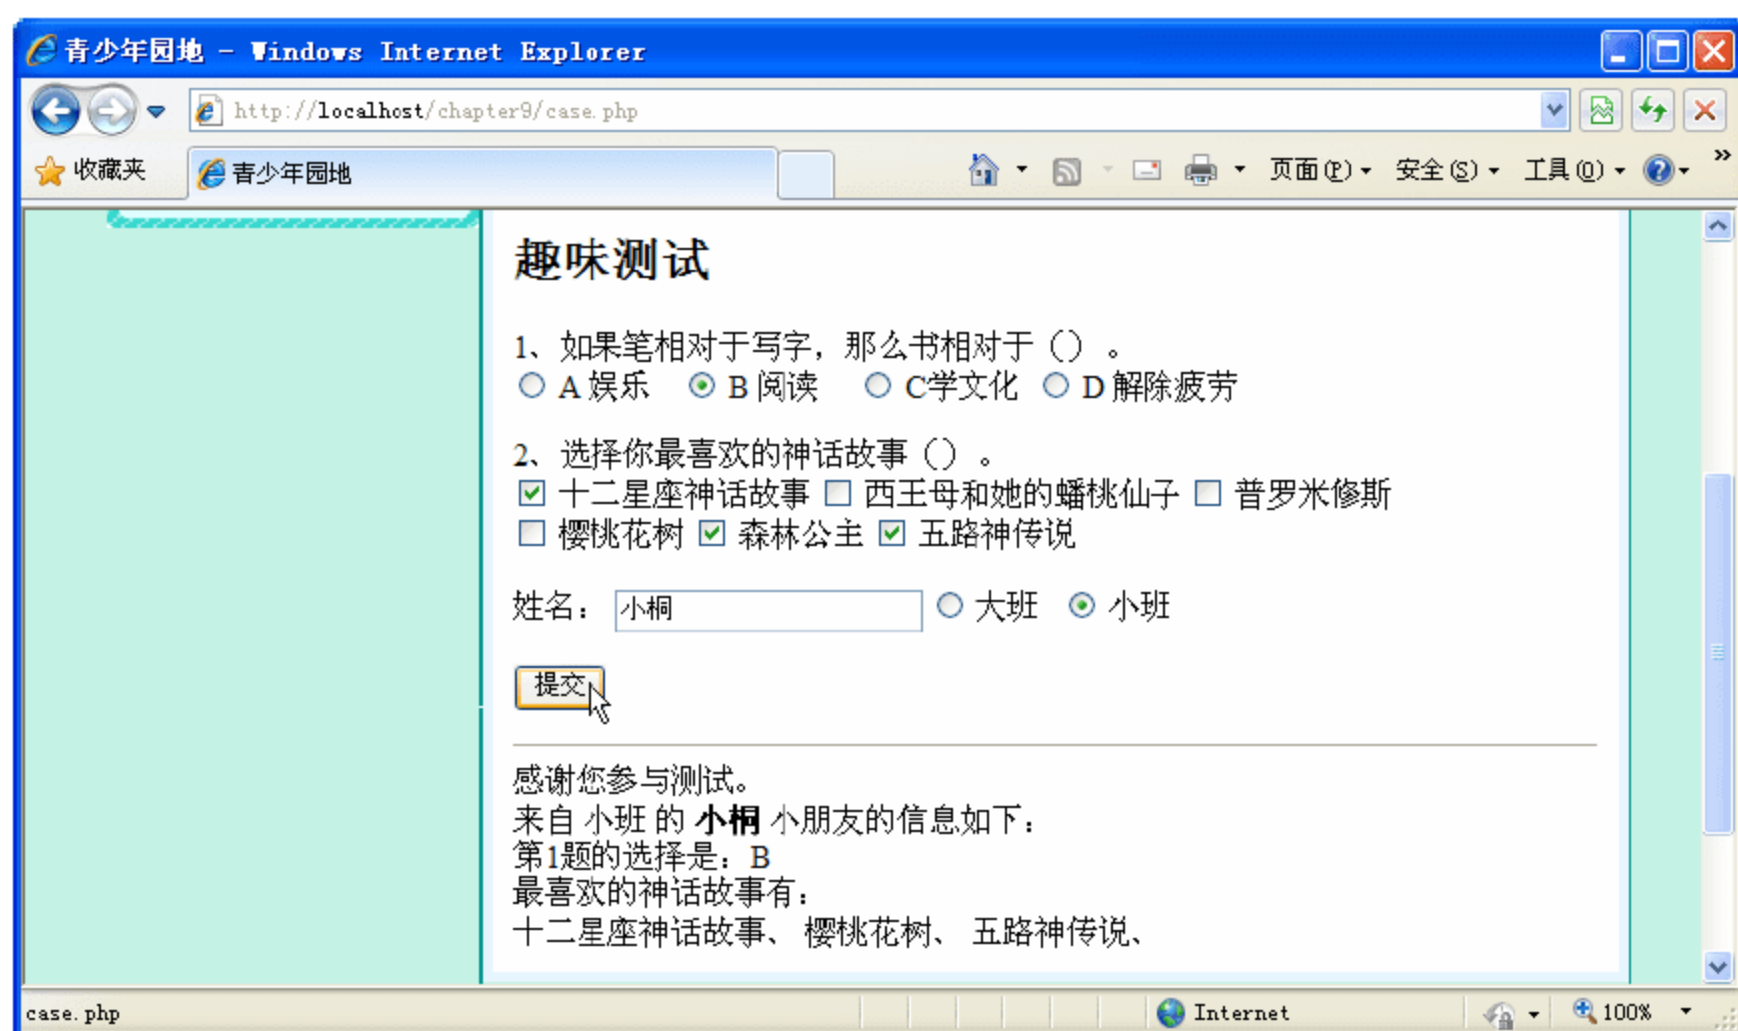 青少年园地 - Windows Internet Explorer
http://localhost/chapter9/case.php
收藏夹 青少年园地 页面(P) 安全(S) 工具(O) »
趣味测试
1、如果笔相对于写字，那么书相对于（）。
A 娱乐 B 阅读 C学文化 D 解除疲劳
2、选择你最喜欢的神话故事（）。
十二星座神话故事 西王母和她的蟠桃仙子 普罗米修斯
樱桃花树 森林公主 五路神传说
姓名： 小桐 大班 小班
提交
感谢您参与测试。
来自 小班 的 小桐 小朋友的信息如下：
第1题的选择是：B
最喜欢的神话故事有：
十二星座神话故事、 樱桃花树、 五路神传说、
case.php Internet 100%